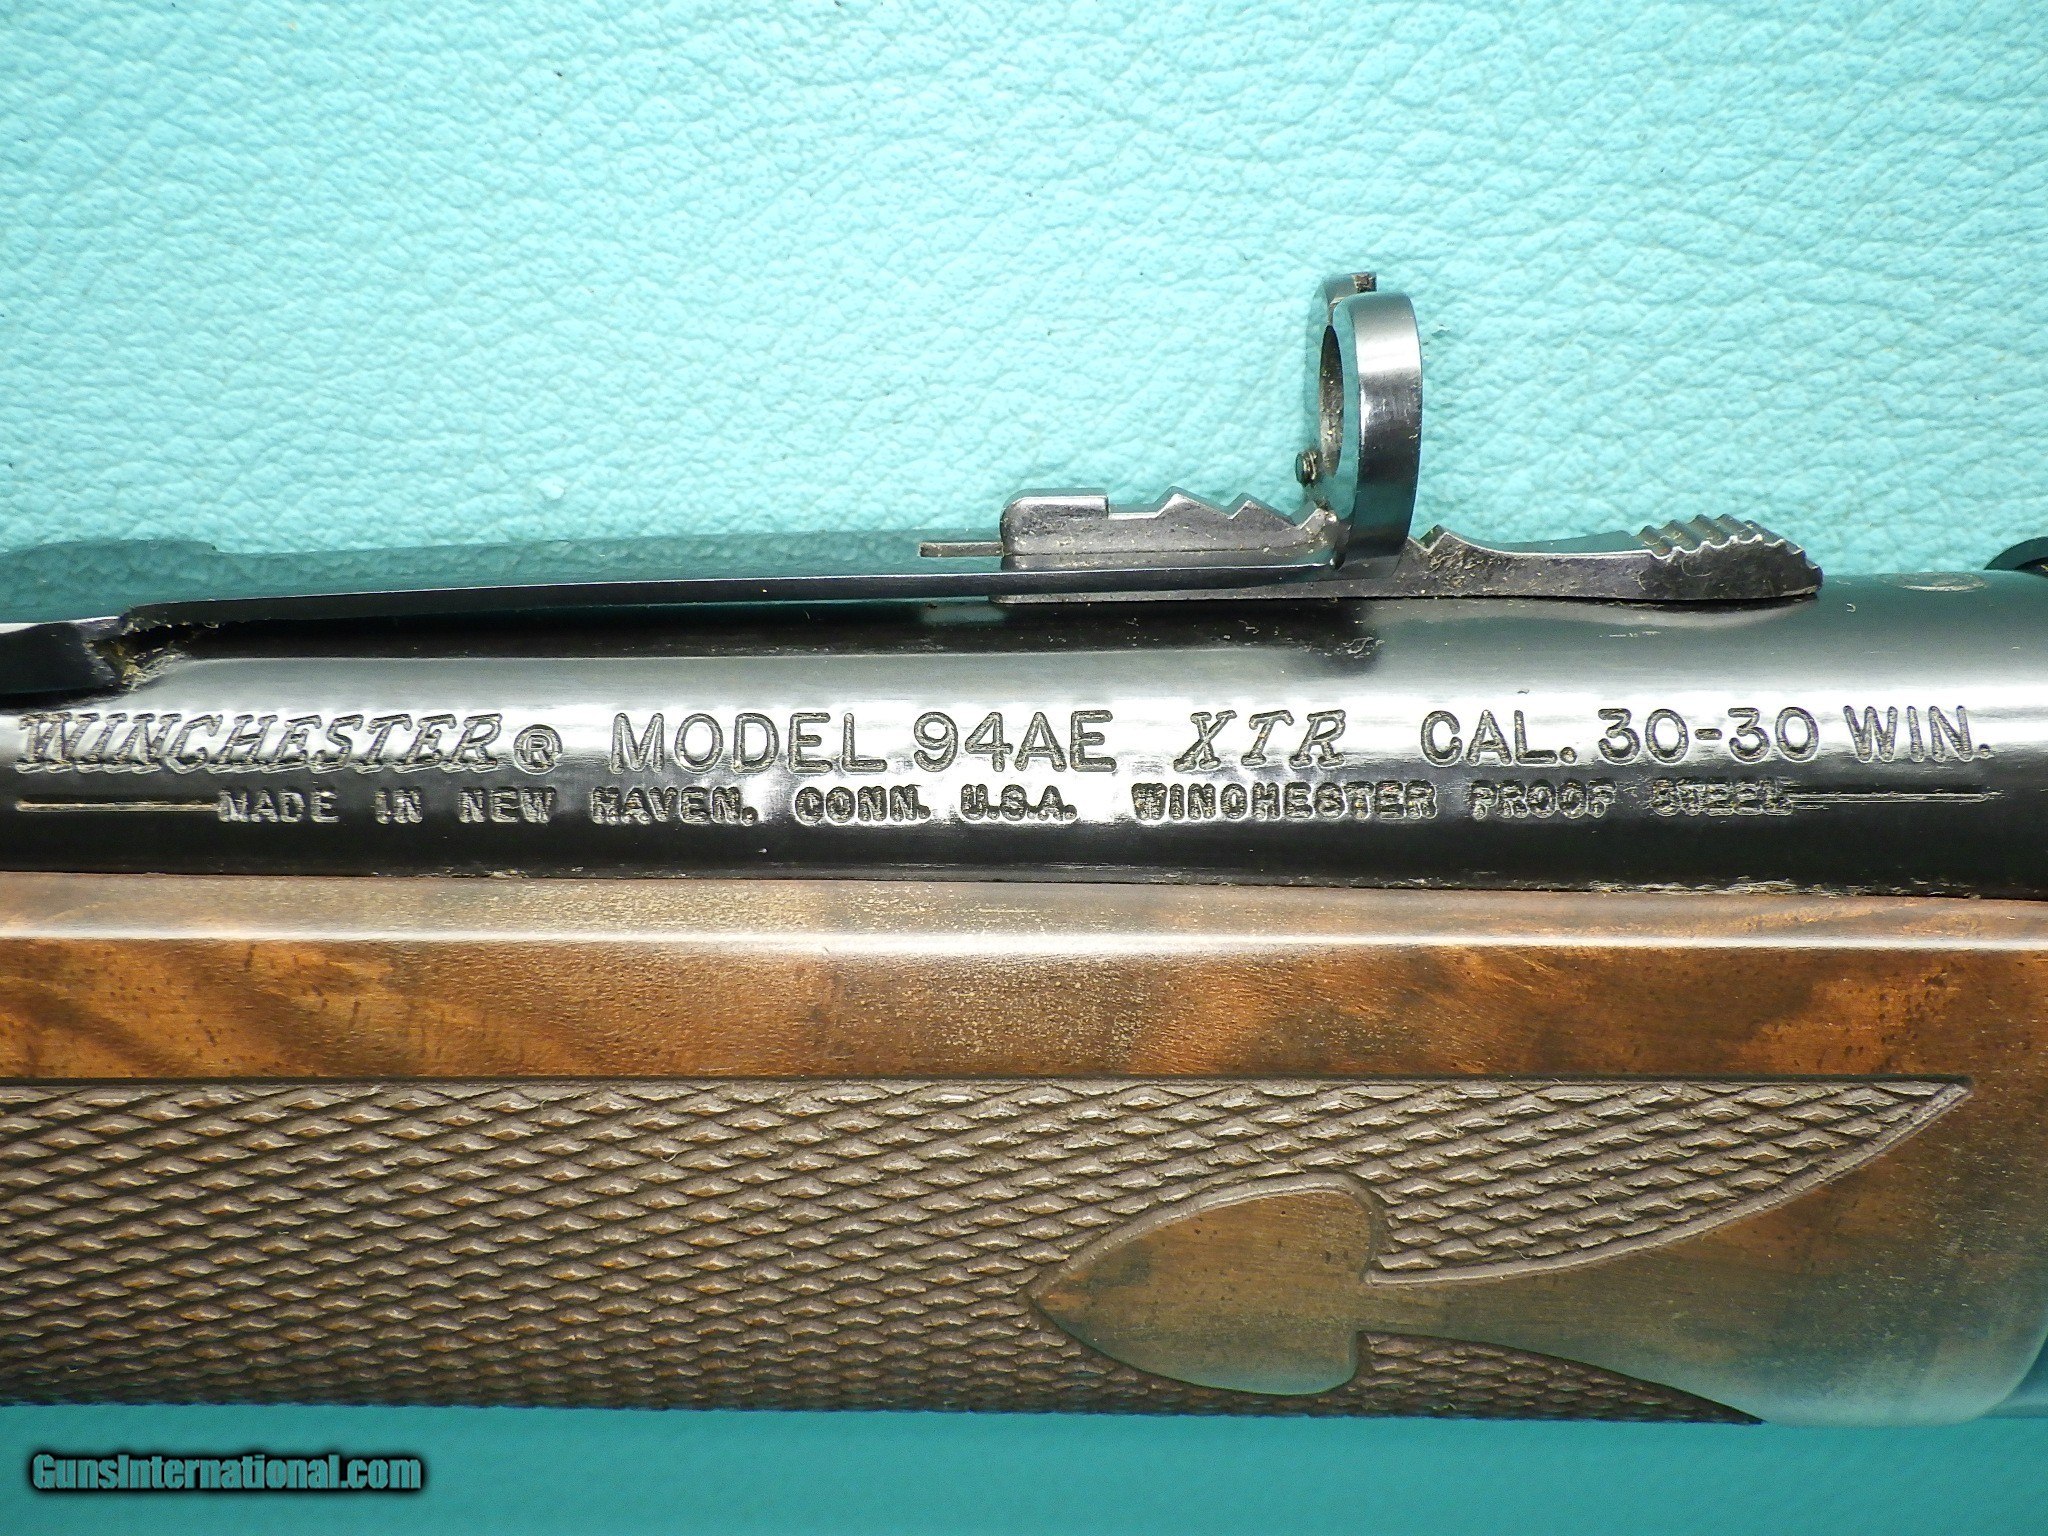 WINCHESTER® MODEL 94AE XTR CAL. 30-30 WIN.
MADE IN NEW HAVEN, CONN. U.S.A. WINCHESTER PROOF STEEL
GunsInternational.com